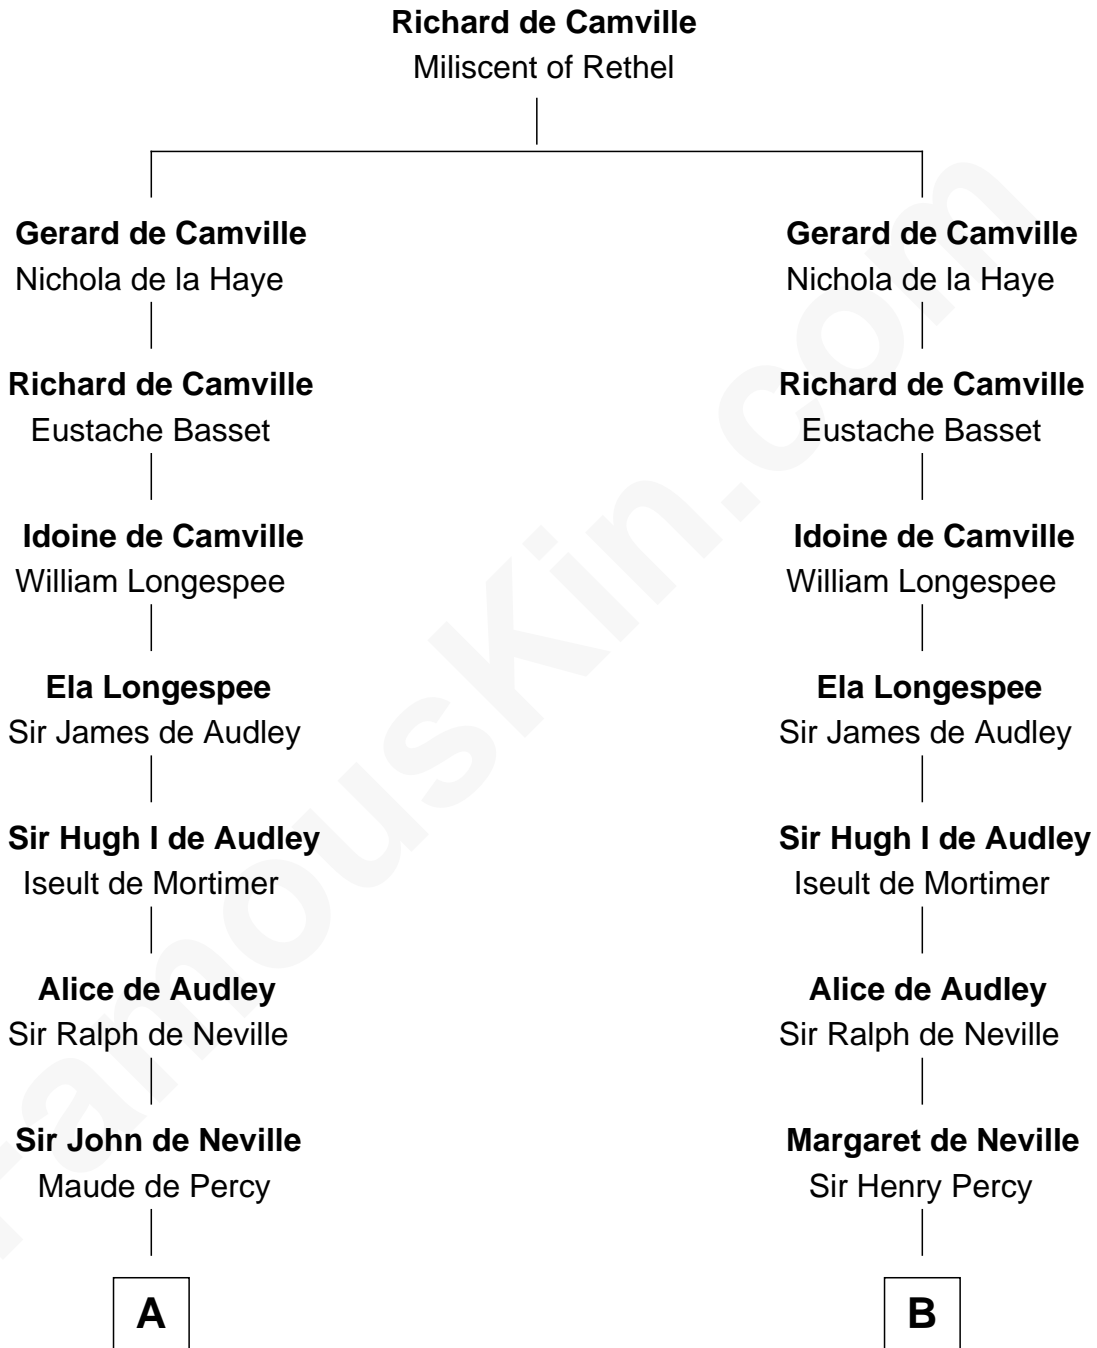 Richard de Camville
Miliscent of Rethel
Gerard de Camville
Nichola de la Haye
Richard de Camville
Eustache Basset
Idoine de Camville
William Longespee
Ela Longespee
Sir James de Audley
Sir Hugh I de Audley
Iseult de Mortimer
Alice de Audley
Sir Ralph de Neville
Sir John de Neville
Maude de Percy
A
Gerard de Camville
Nichola de la Haye
Richard de Camville
Eustache Basset
Idoine de Camville
William Longespee
Ela Longespee
Sir James de Audley
Sir Hugh I de Audley
Iseult de Mortimer
Alice de Audley
Sir Ralph de Neville
Margaret de Neville
Sir Henry Percy
B
FamousKin.com